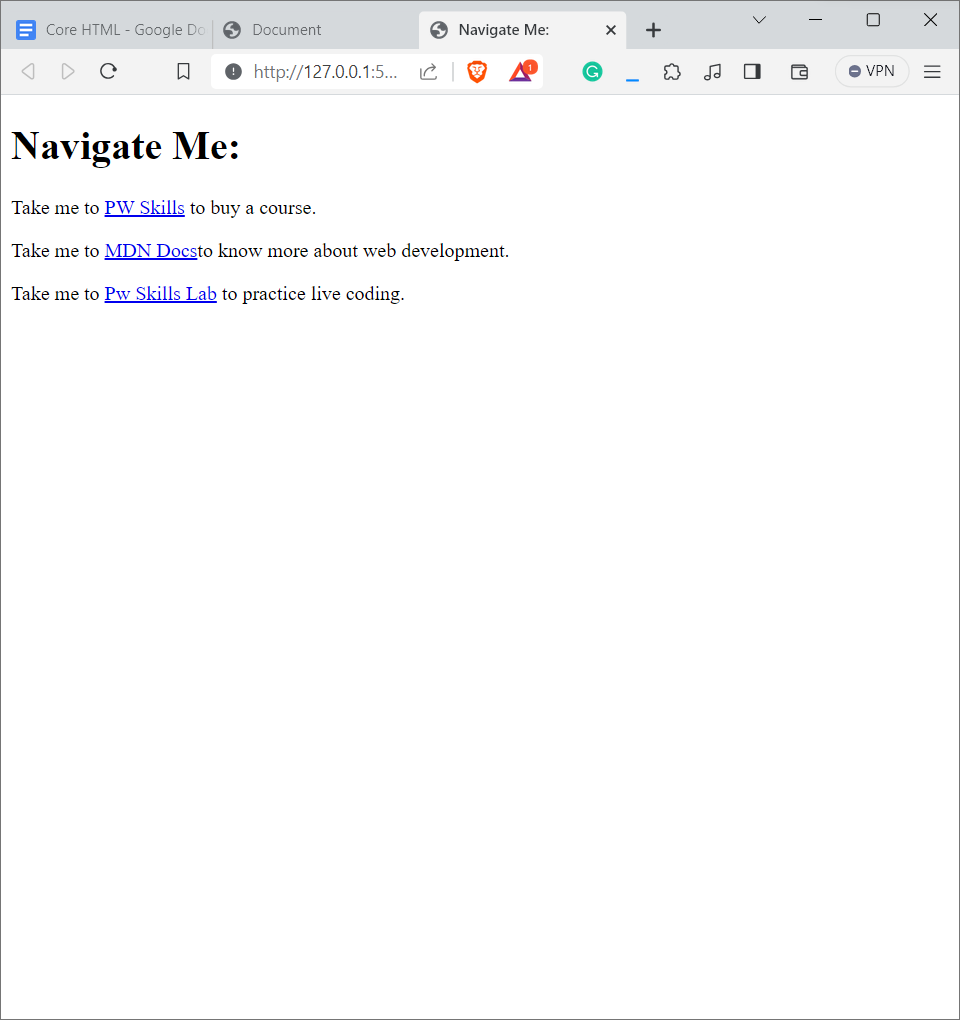 Core HTML - Google Do
Document
Navigate Me:
http://127.0.0.1:5...
1
VPN
Navigate Me:
Take me to PW Skills to buy a course.
Take me to MDN Docsto know more about web development.
Take me to Pw Skills Lab to practice live coding.